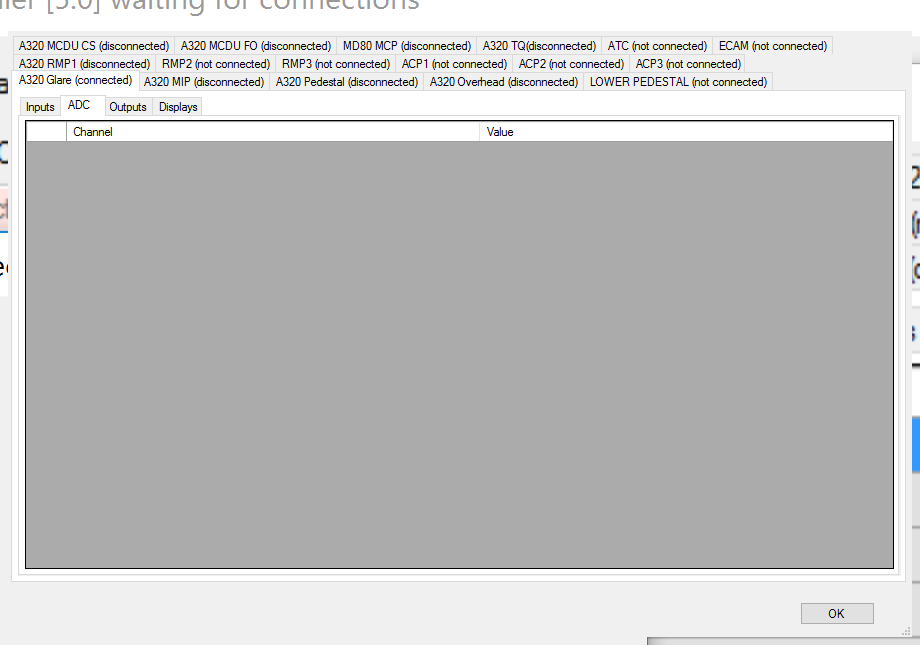 [5.0] waiting for connections
A320 MCDU CS (disconnected) A320 MCDU FO (disconnected) MD80 MCP (disconnected) A320 TQ(disconnected) ATC (not connected) ECAM (not connected)
A320 RMP1 (disconnected) RMP2 (not connected) RMP3 (not connected) ACP1 (not connected) ACP2 (not connected) ACP3 (not connected)
A320 Glare (connected) A320 MIP (disconnected) A320 Pedestal (disconnected) A320 Overhead (disconnected) LOWER PEDESTAL (not connected)
Inputs ADC Outputs Displays
Channel Value
OK